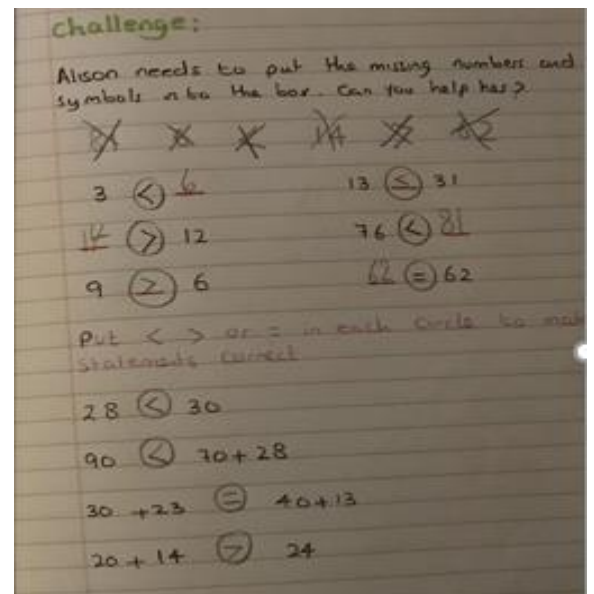 challenge:
Alison needs to put the missing numbers and
symbols in to the box. Can you help has?
3 < 6 13 < 31
14 > 12 76 < 81
9 > 6 62 = 62
Put < > or = in each circle to mak
statements correct
28 < 30
90 < 70+28
30 +23 = 40+13
20 + 14 > 24